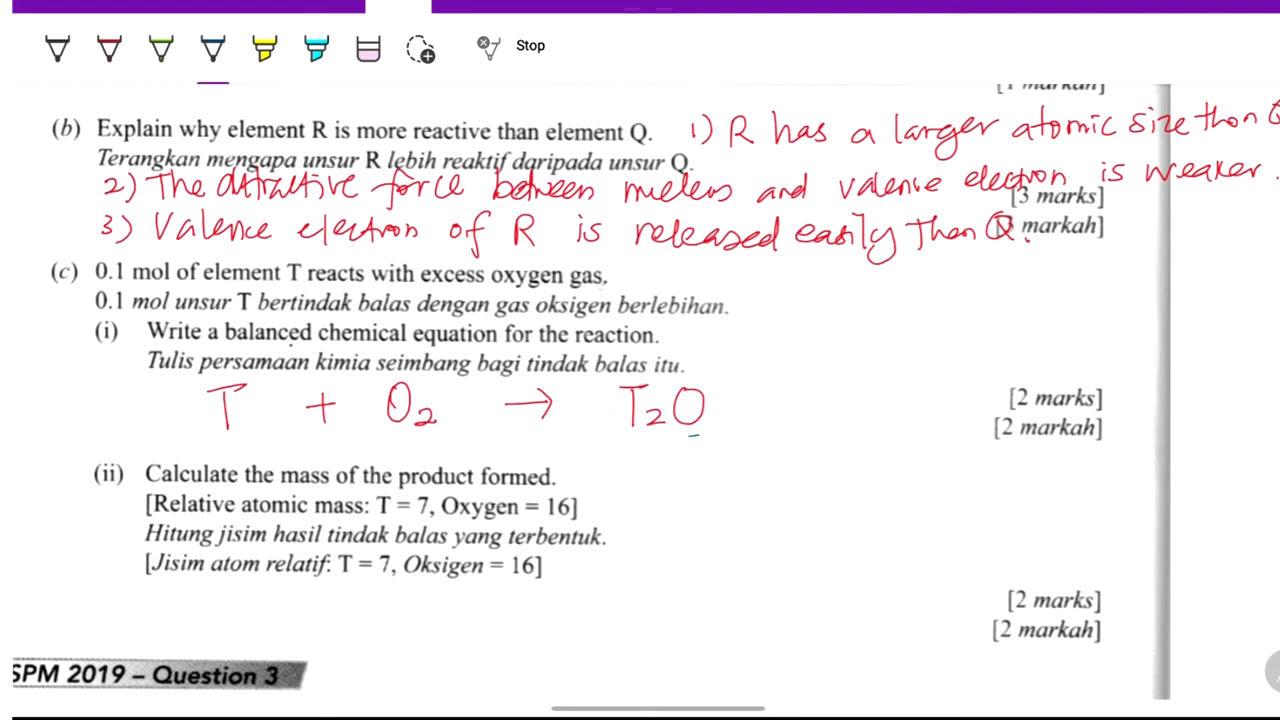 Stop
[1 markah]
(b) Explain why element R is more reactive than element Q. 1) R has a larger atomic size than Q
Terangkan mengapa unsur R lebih reaktif daripada unsur Q.
2) The attractive force between nucleus and valence electron is weaker.
[3 marks]
3) Valence electron of R is released easily than Q.
markah]
(c) 0.1 mol of element T reacts with excess oxygen gas.
0.1 mol unsur T bertindak balas dengan gas oksigen berlebihan.
(i) Write a balanced chemical equation for the reaction.
Tulis persamaan kimia seimbang bagi tindak balas itu.
T + O₂ → T₂O
[2 marks]
[2 markah]
(ii) Calculate the mass of the product formed.
[Relative atomic mass: T = 7, Oxygen = 16]
Hitung jisim hasil tindak balas yang terbentuk.
[Jisim atom relatif: T = 7, Oksigen = 16]
[2 marks]
[2 markah]
SPM 2019 – Question 3